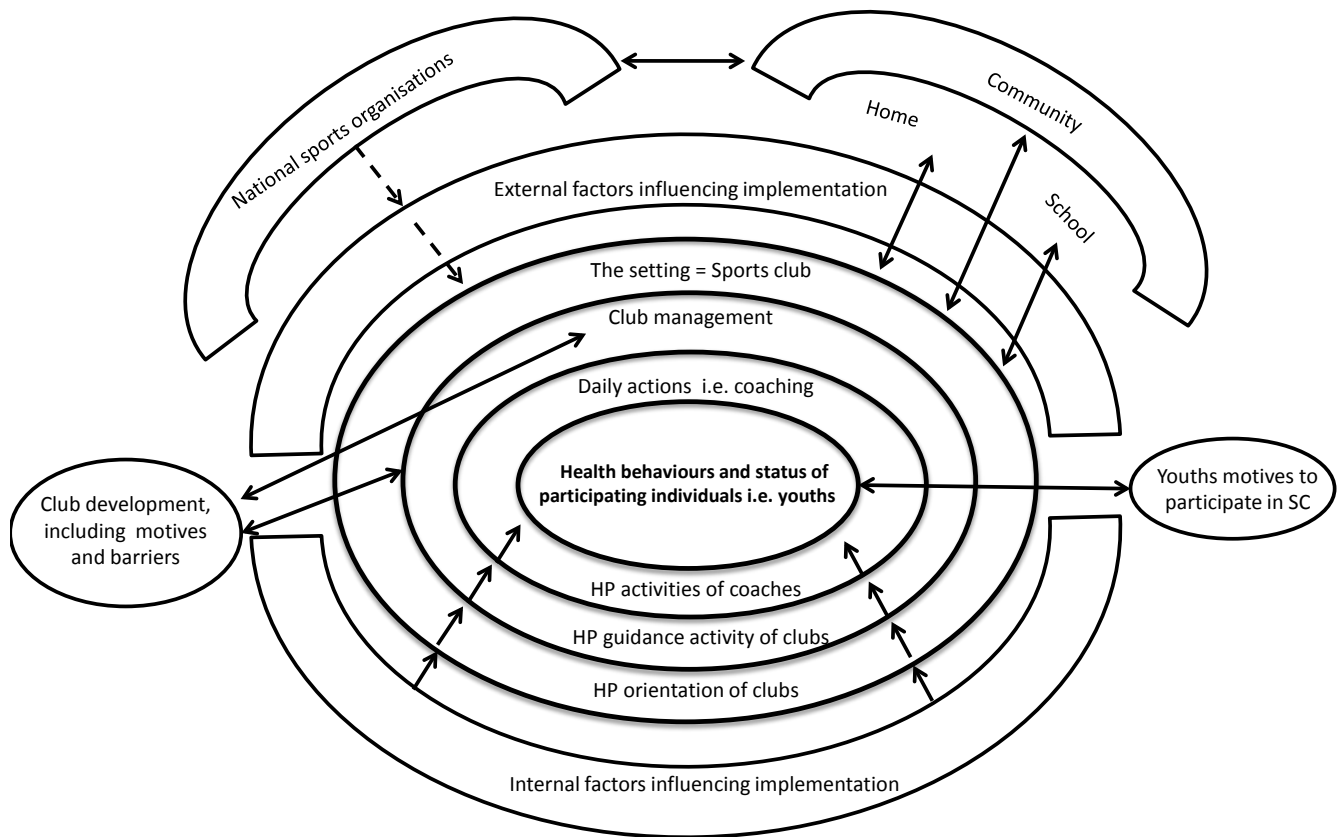 National sports organisations
Community
Home
School
External factors influencing implementation
The setting = Sports club
Club management
Daily actions i.e. coaching
Health behaviours and status of
participating individuals i.e. youths
Club development,
including motives
and barriers
Youths motives to
participate in SC
HP activities of coaches
HP guidance activity of clubs
HP orientation of clubs
Internal factors influencing implementation